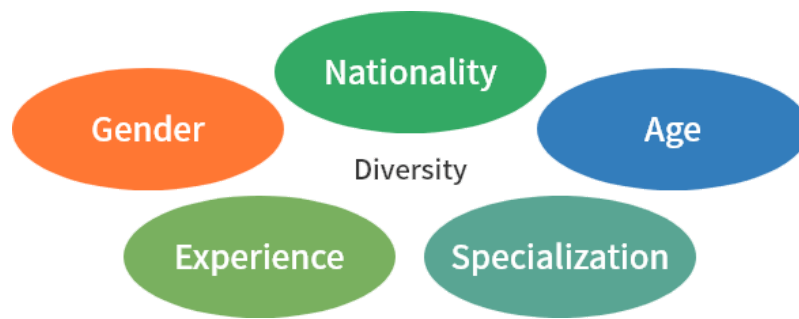 Nationality
Gender
Age
Diversity
Experience
Specialization